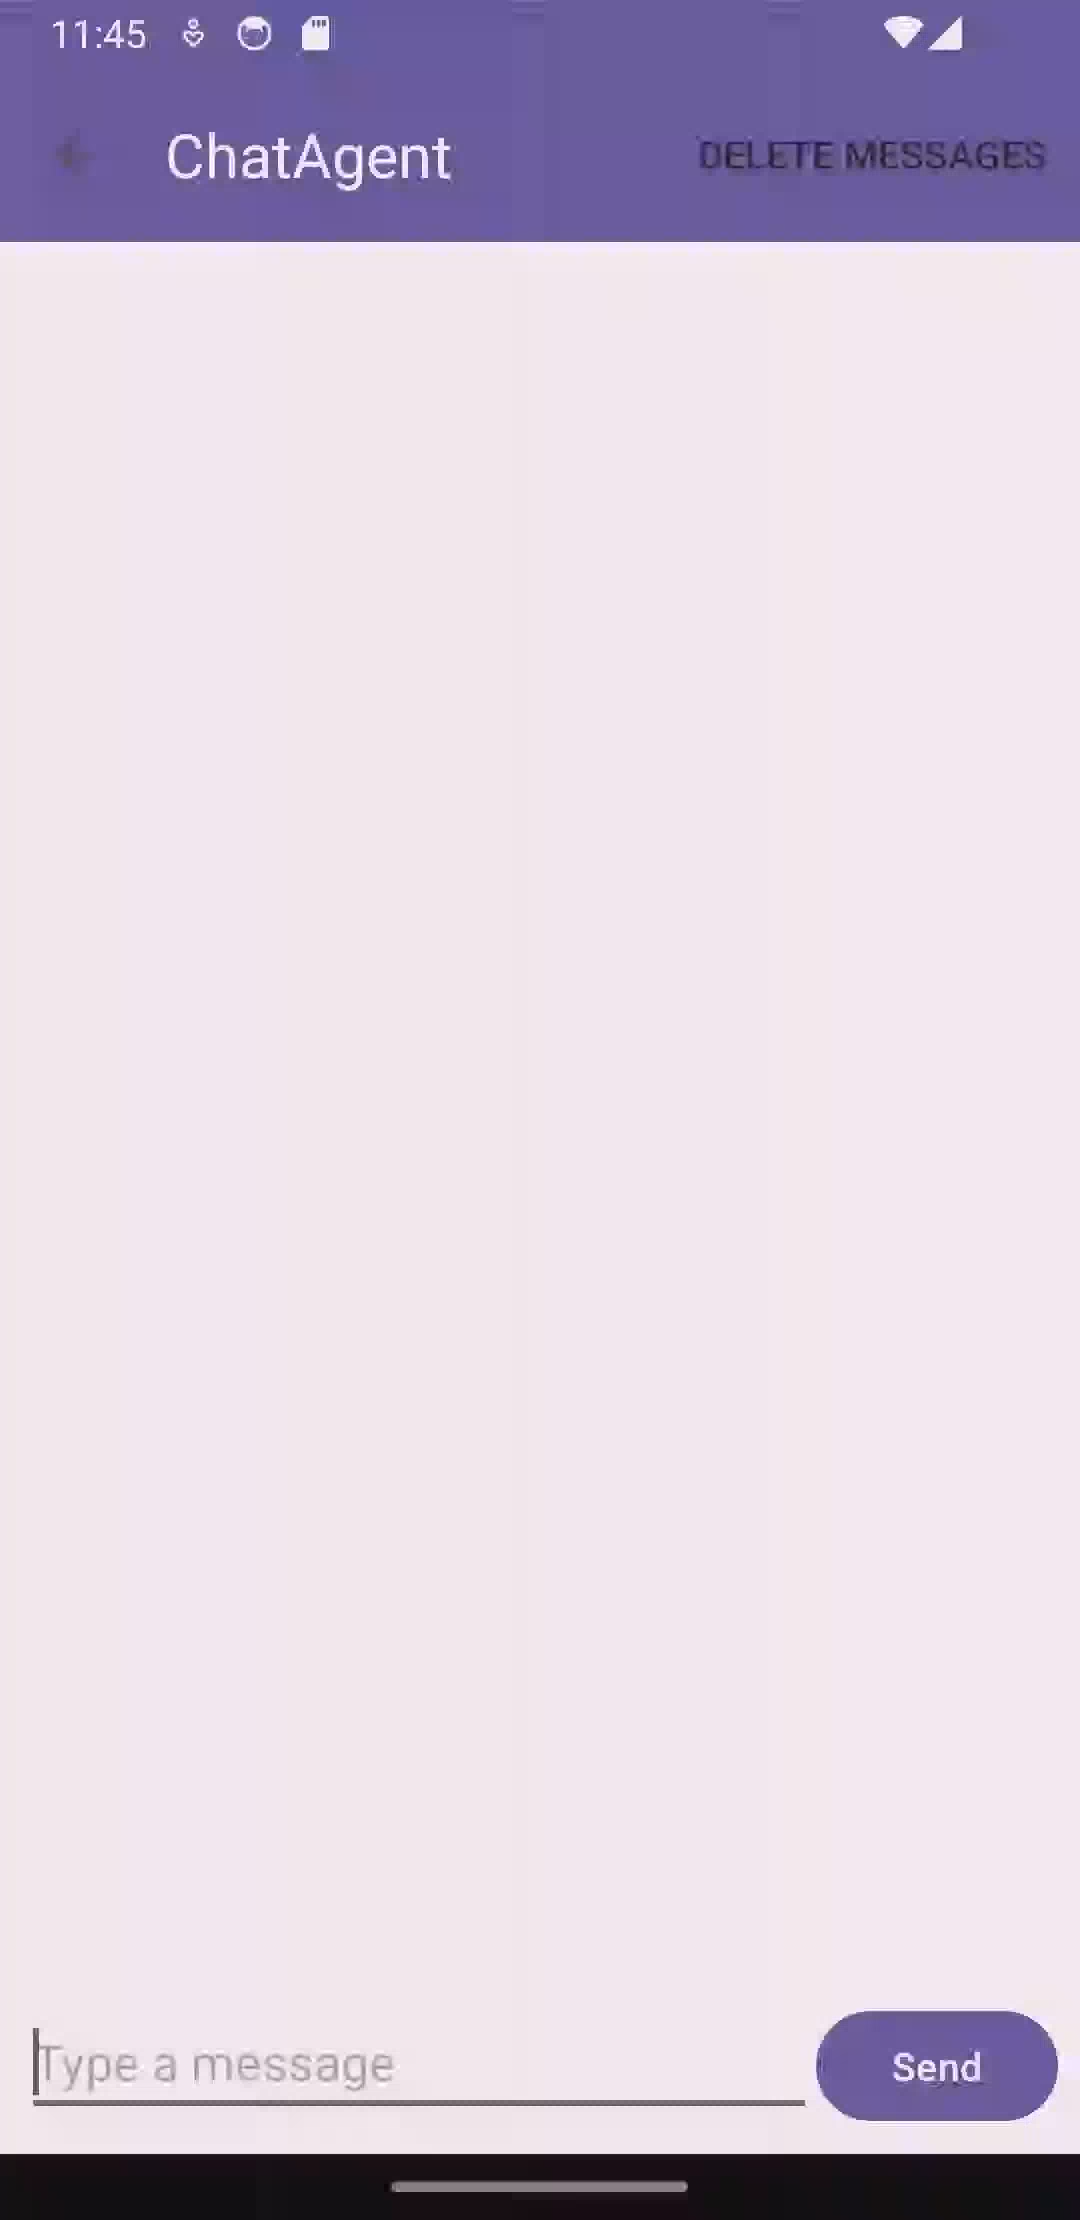 11:45
ChatAgent
DELETE MESSAGES
Type a message
Send